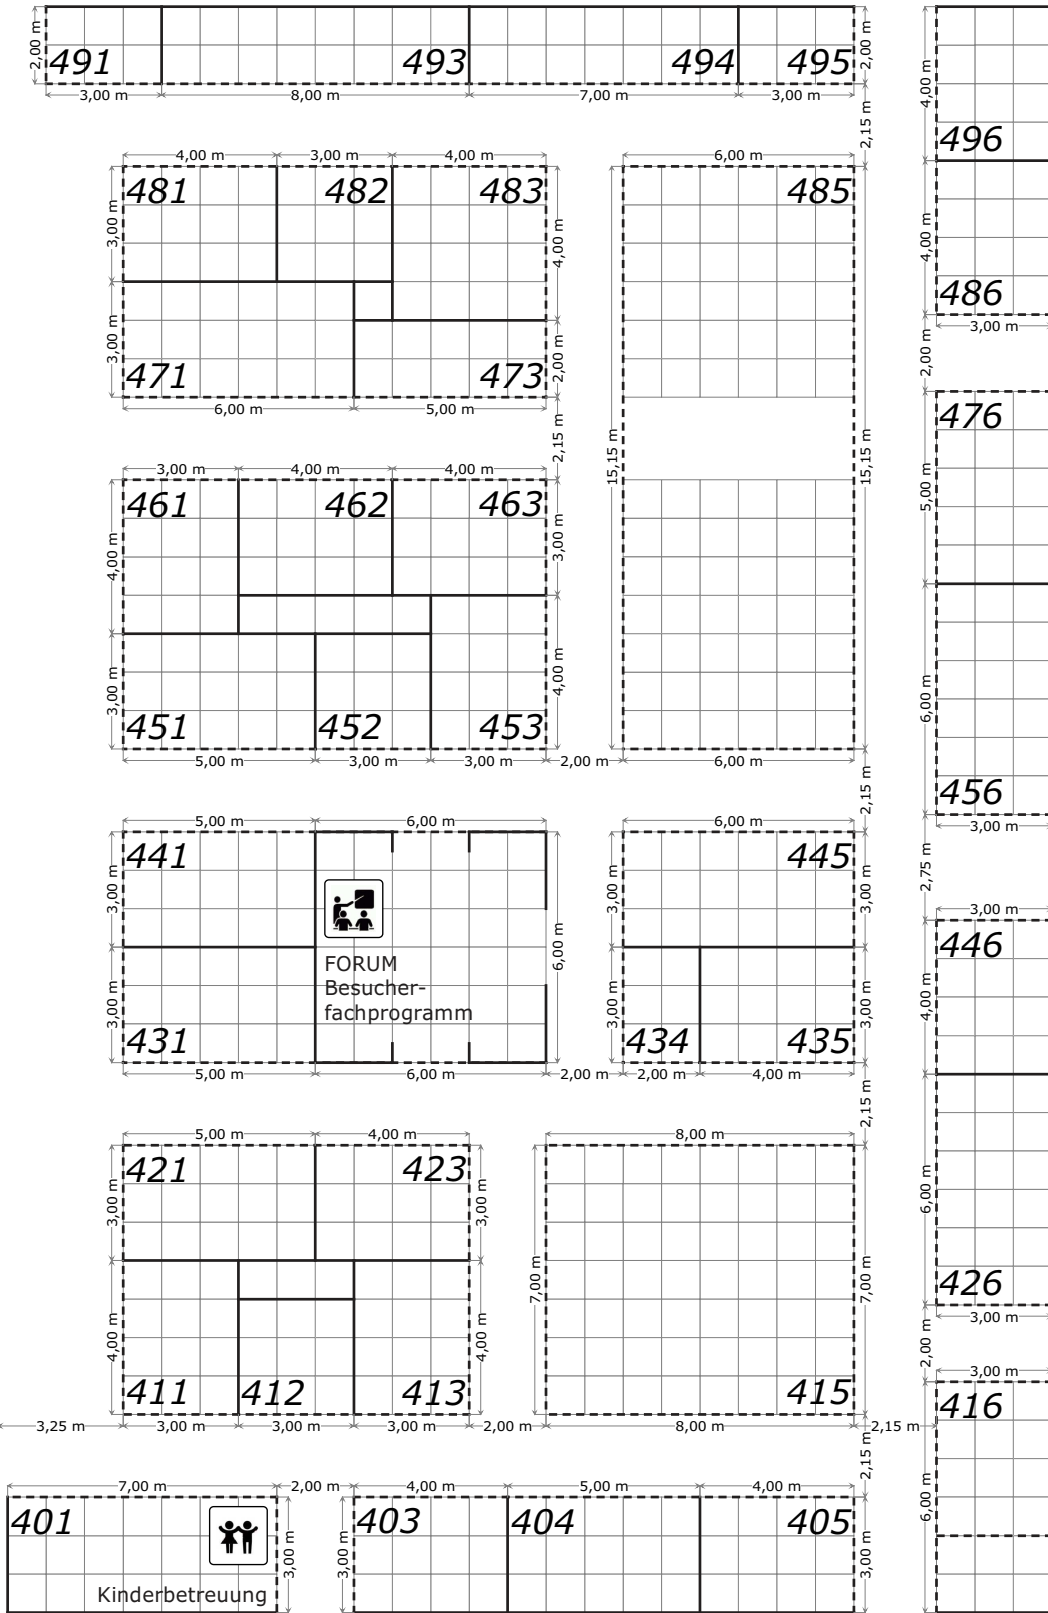 2,00 m
491
493
494
495
2,00 m
3,00 m
8,00 m
7,00 m
3,00 m
4,00 m
496
2,15 m
4,00 m
3,00 m
4,00 m
6,00 m
481
482
483
485
3,00 m
4,00 m
4,00 m
486
3,00 m
3,00 m
471
473
2,00 m
2,00 m
6,00 m
5,00 m
476
2,15 m
15,15 m
15,15 m
3,00 m
4,00 m
4,00 m
461
462
463
5,00 m
4,00 m
3,00 m
3,00 m
4,00 m
6,00 m
451
452
453
5,00 m
3,00 m
3,00 m
2,00 m
6,00 m
456
2,15 m
3,00 m
5,00 m
6,00 m
6,00 m
441
445
2,75 m
3,00 m
3,00 m
3,00 m
3,00 m
446
6,00 m
FORUM
Besucher-
fachprogramm
3,00 m
3,00 m
3,00 m
4,00 m
431
434
435
5,00 m
6,00 m
2,00 m
2,00 m
4,00 m
2,15 m
5,00 m
4,00 m
8,00 m
421
423
3,00 m
3,00 m
6,00 m
7,00 m
7,00 m
426
3,00 m
4,00 m
4,00 m
2,00 m
3,00 m
411
412
413
415
416
3,25 m
3,00 m
3,00 m
3,00 m
2,00 m
8,00 m
2,15 m
2,15 m
7,00 m
2,00 m
4,00 m
5,00 m
4,00 m
6,00 m
401
403
404
405
3,00 m
3,00 m
3,00 m
Kinderbetreuung